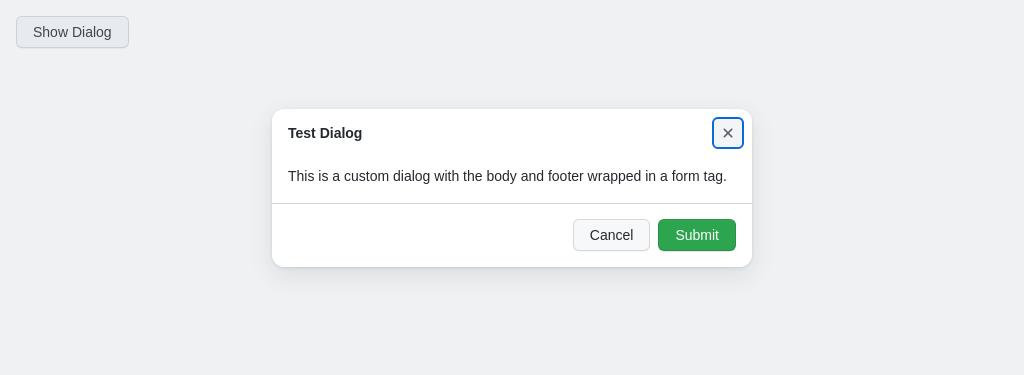 Show Dialog
Test Dialog
This is a custom dialog with the body and footer wrapped in a form tag.
Cancel Submit